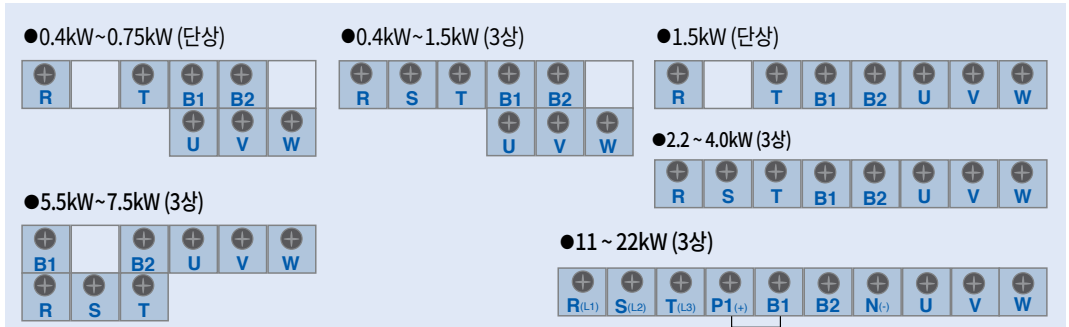 ●0.4kW~0.75kW (단상)
R T B1 B2
U V W
●0.4kW~1.5kW (3상)
R S T B1 B2
U V W
●1.5kW (단상)
R T B1 B2 U V W
●2.2 ~ 4.0kW (3상)
R S T B1 B2 U V W
●5.5kW~7.5kW (3상)
B1 B2 U V W
R S T
●11 ~ 22kW (3상)
R(L1) S(L2) T(L3) P1(+) B1 B2 N(-) U V W